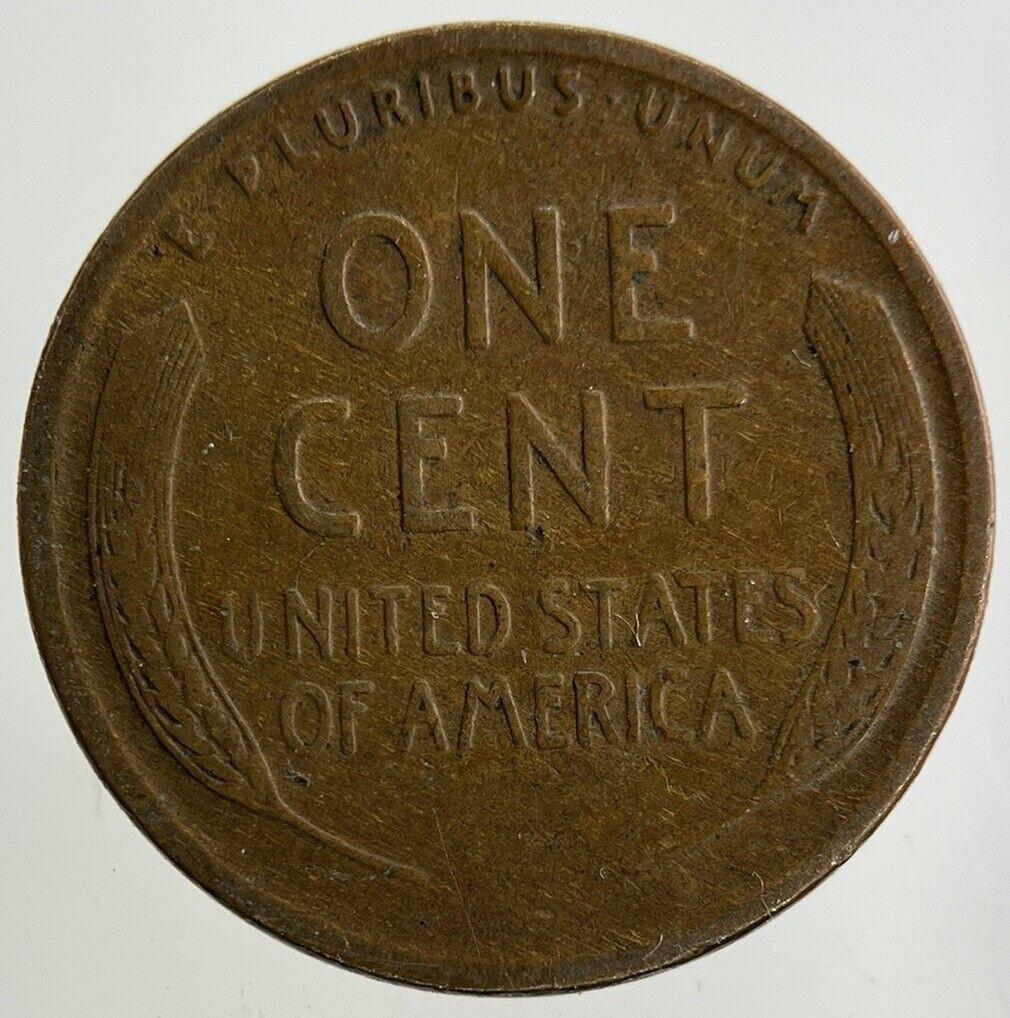 E PLURIBUS · UNUM
ONE
CENT
UNITED STATES
OF AMERICA